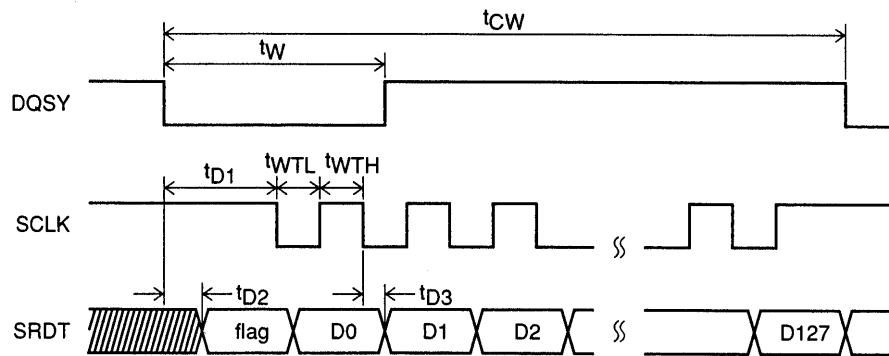 tCW
tW
DQSY
tD1 tWTL tWTH
SCLK
tD2 tD3
SRDT flag D0 D1 D2 D127